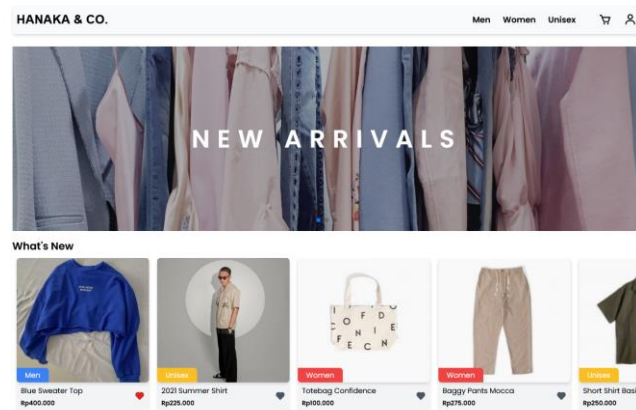 HANAKA & CO.
Men Women Unisex
NEW ARRIVALS
What's New
Men
Blue Sweater Top
Rp400.000
Unisex
2021 Summer Shirt
Rp225.000
O F D
O F N I
N E
F E C N
Women
Totebag Confidence
Rp100.000
Women
Baggy Pants Mocca
Rp275.000
Unisex
Short Shirt Basi
Rp250.000